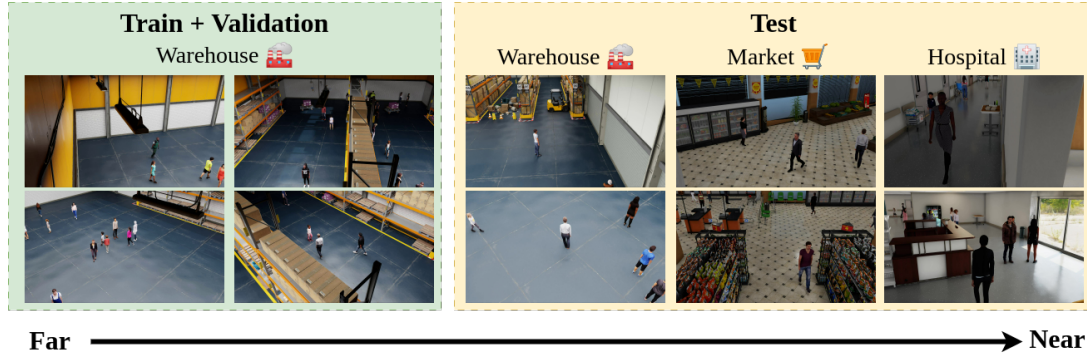 Train + Validation
Warehouse
Test
Warehouse
Market
Hospital
Far
Near